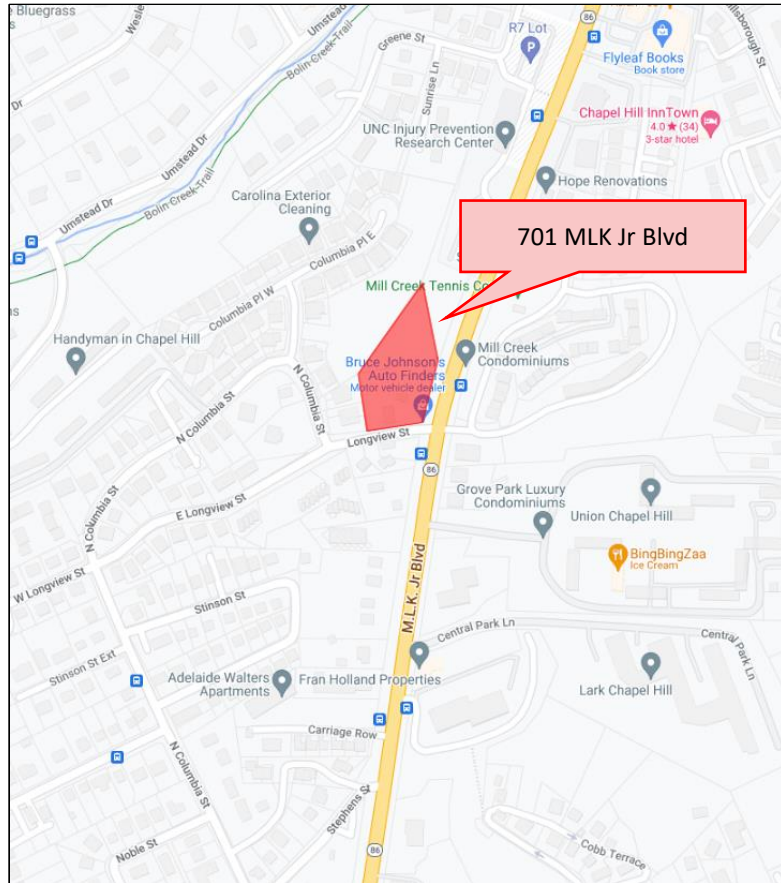 e Bluegrass
Wesle
Umstead
Bolin-Creek-Trail
Greene St
Sunrise Ln
R7 Lot
86
illsborough St
Flyleaf Books
Book store
Chapel Hill InnTown
4.0★(34)
3-star hotel
UNC Injury Prevention
Research Center
Dr
Umstead Dr
Umstead Dr
Bolin-Creek-Trail
Carolina Exterior
Cleaning
Hope Renovations
Columbia Pl E
701 MLK Jr Blvd
Mill Creek Tennis Co
Columbia Pl W
Handyman in Chapel Hill
Bruce Johnson's
Auto Finders
Motor vehicle dealer
Mill Creek
Condominiums
N Columbia St
N Columbia St
Longview St
86
Grove Park Luxury
Condominiums
Union Chapel Hill
N Columbia St
E Longview St
BingBingZaa
Ice Cream
W Longview St
M.L.K. Jr Blvd
Stinson St
Central Park Ln
Central Park Ln
Stinson St Ext
Adelaide Walters
Apartments
Fran Holland Properties
Lark Chapel Hill
Carriage Row
N Columbia St
Stephens St
Noble St
86
Cobb Terrace